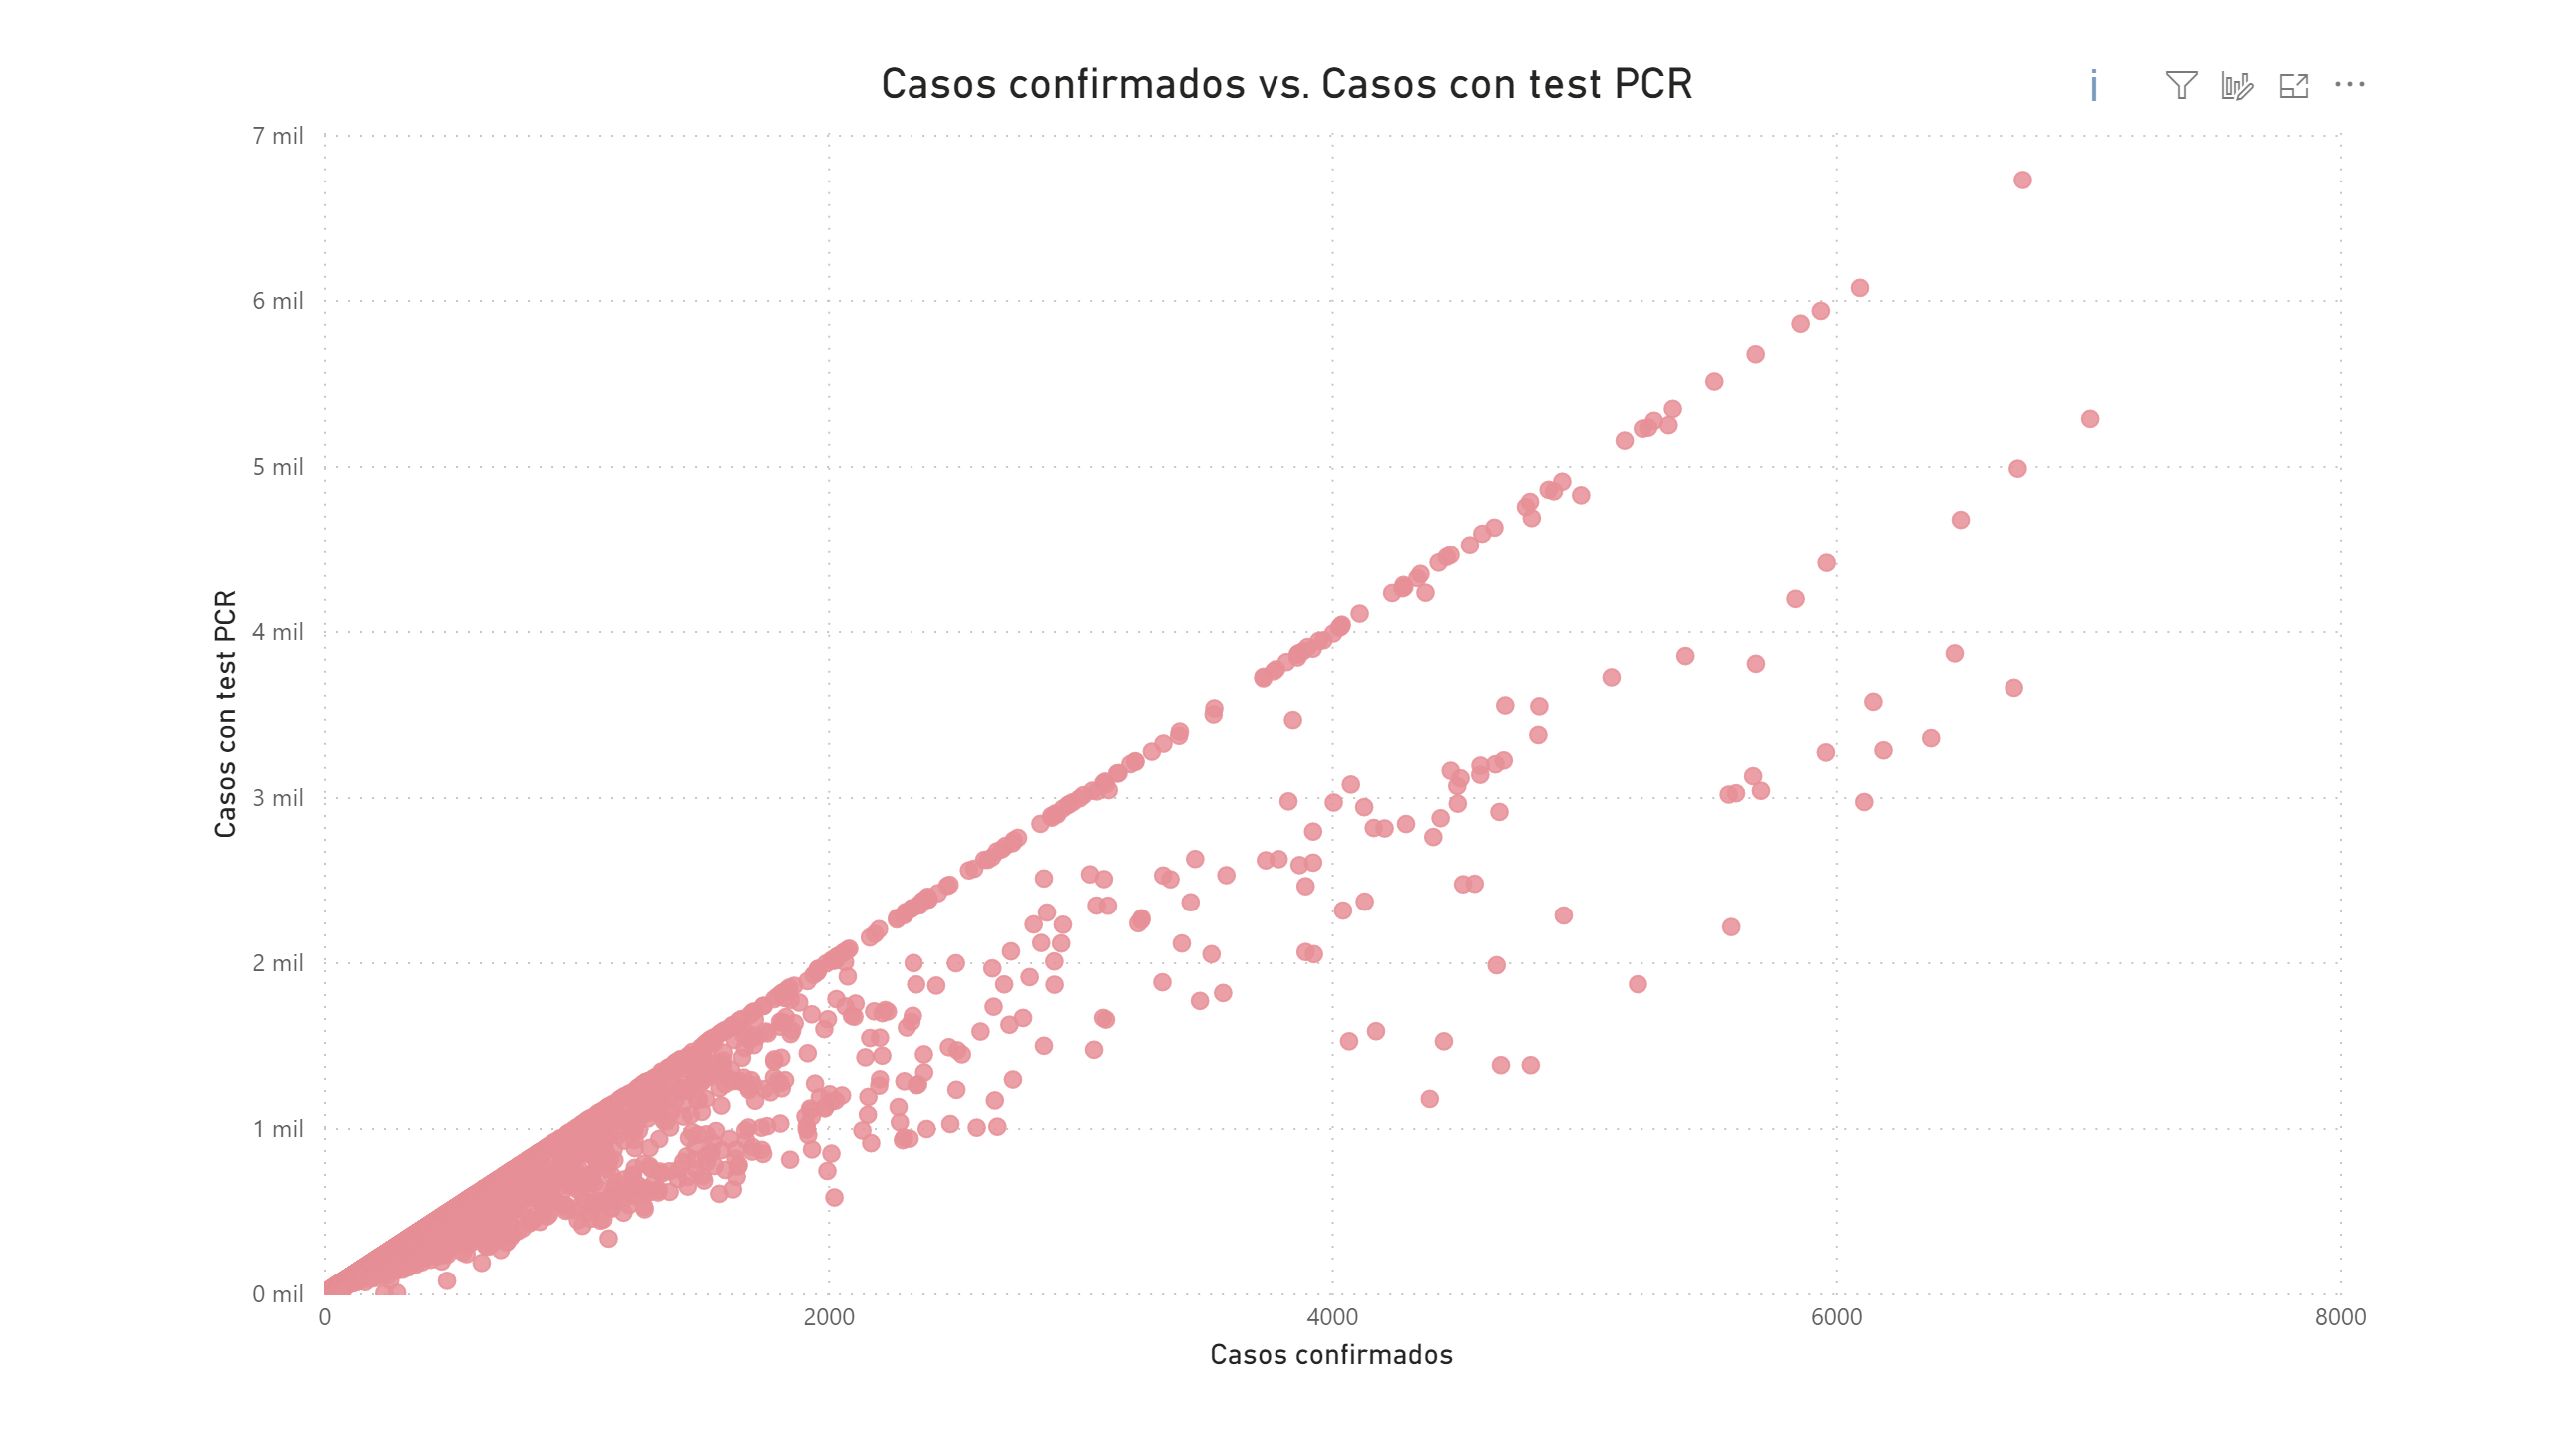 Casos confirmados vs. Casos con test PCR
i
7 mil
6 mil
5 mil
4 mil
3 mil
2 mil
1 mil
0 mil
Casos con test PCR
0 2000 4000 6000 8000
Casos confirmados